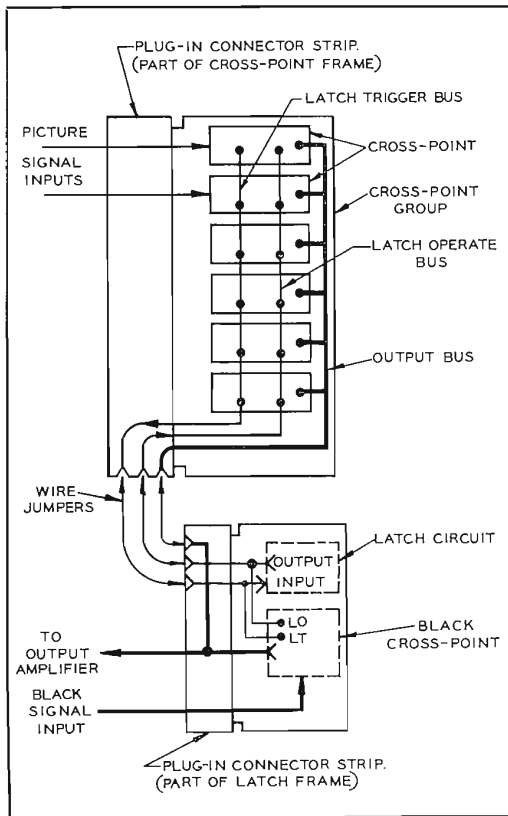 PLUG-IN CONNECTOR STRIP.
(PART OF CROSS-POINT FRAME)
LATCH TRIGGER BUS
PICTURE
SIGNAL
INPUTS
CROSS-POINT
CROSS-POINT
GROUP
LATCH OPERATE
BUS
OUTPUT BUS
WIRE
JUMPERS
LATCH CIRCUIT
OUTPUT
INPUT
LO
LT
BLACK
CROSS-POINT
TO
OUTPUT
AMPLIFIER
BLACK
SIGNAL
INPUT
PLUG-IN CONNECTOR STRIP.
(PART OF LATCH FRAME)